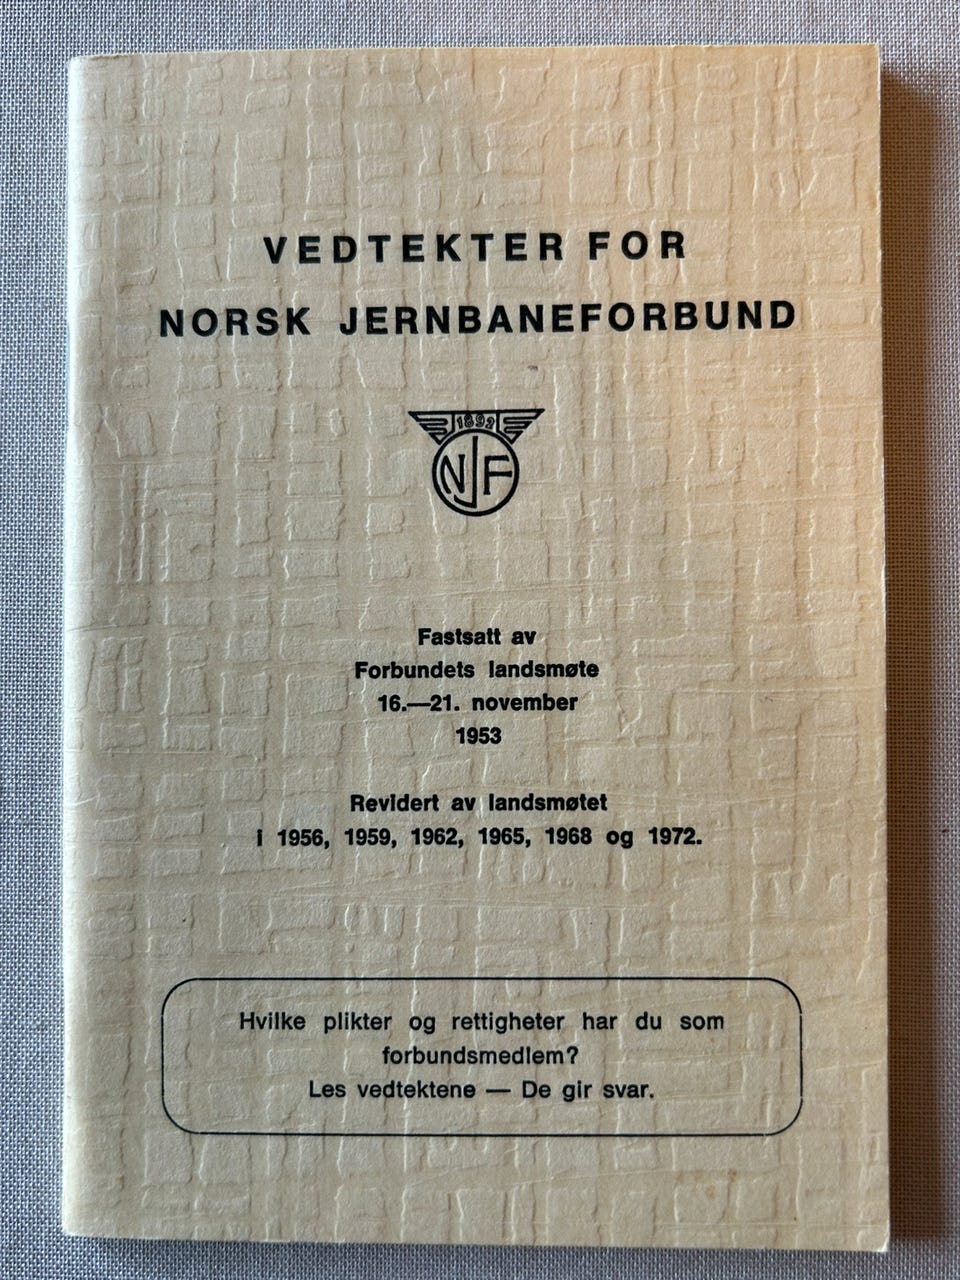 VEDTEKTER FOR
NORSK JERNBANEFORBUND
1892
NJF
Fastsatt av
Forbundets landsmøte
16.—21. november
1953
Revidert av landsmøtet
i 1956, 1959, 1962, 1965, 1968 og 1972.
Hvilke plikter og rettigheter har du som
forbundsmedlem?
Les vedtektene — De gir svar.